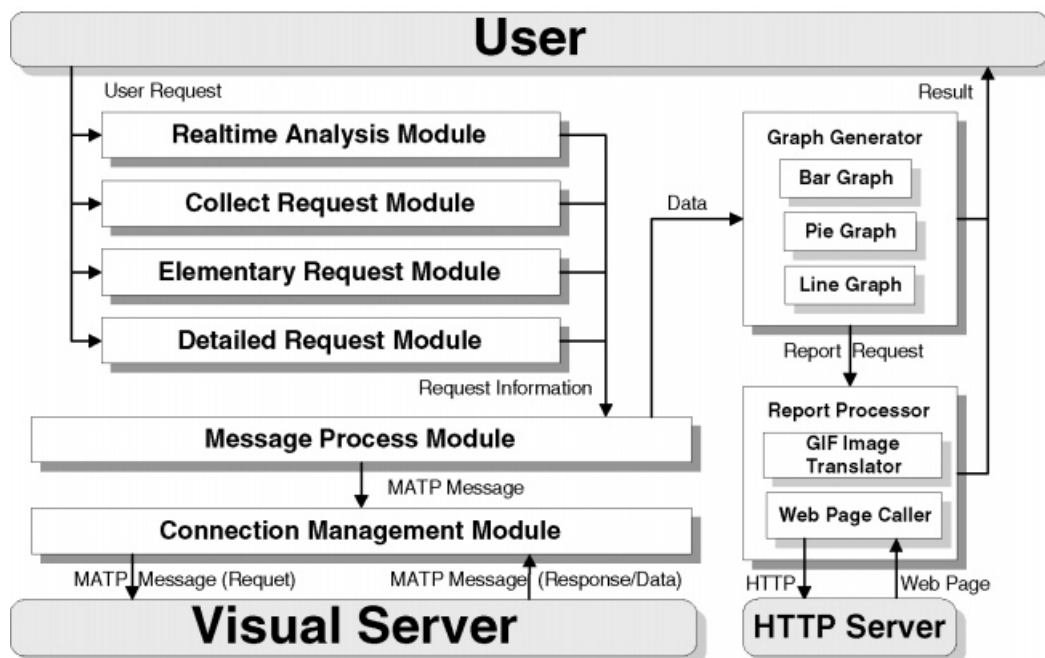 User
User Request
Result
Realtime Analysis Module
Collect Request Module
Elementary Request Module
Detailed Request Module
Request Information
Data
Graph Generator
Bar Graph
Pie Graph
Line Graph
Report Request
Message Process Module
MATP Message
Connection Management Module
MATP Message (Requet)
MATP Message (Response/Data)
Visual Server
Report Processor
GIF Image
Translator
Web Page Caller
HTTP
Web Page
HTTP Server